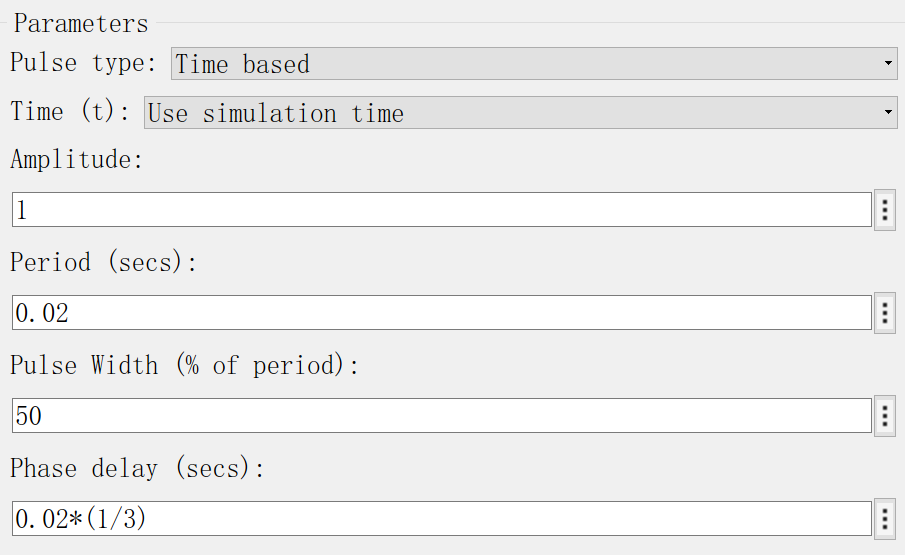 Parameters
Pulse type: Time based
Time (t): Use simulation time
Amplitude:
1
Period (secs):
0.02
Pulse Width (% of period):
50
Phase delay (secs):
0.02*(1/3)